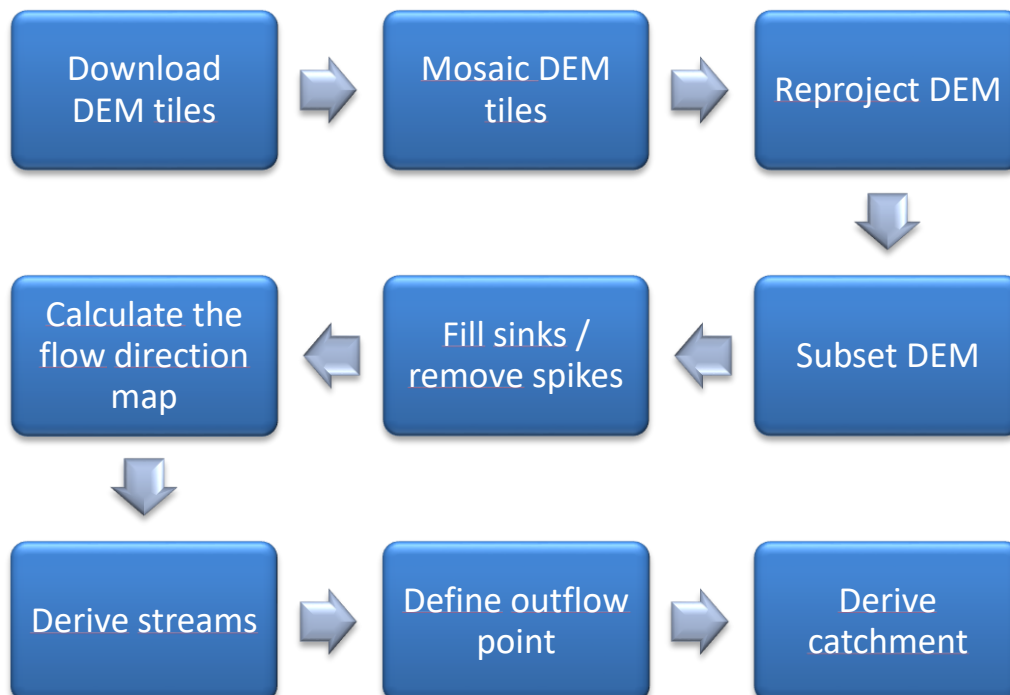 Download
DEM tiles
Mosaic DEM
tiles
Reproject DEM
Subset DEM
Fill sinks /
remove spikes
Calculate the
flow direction
map
Derive streams
Define outflow
point
Derive
catchment